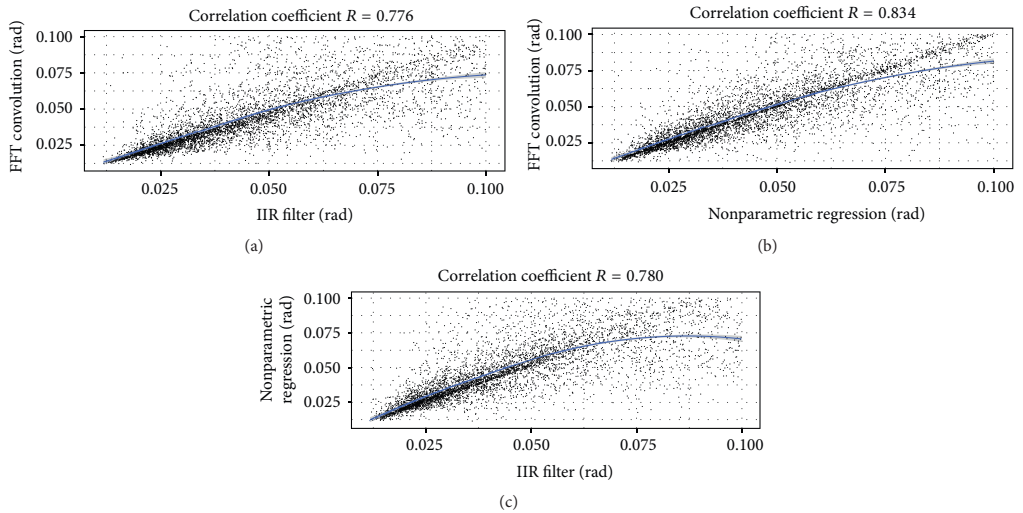 Correlation coefficient R = 0.776
FFT convolution (rad)
0.100
0.075
0.050
0.025
0.025 0.050 0.075 0.100
IIR filter (rad)
(a)
Correlation coefficient R = 0.834
FFT convolution (rad)
0.100
0.075
0.050
0.025
0.025 0.050 0.075 0.100
Nonparametric regression (rad)
(b)
Correlation coefficient R = 0.780
Nonparametric
regression (rad)
0.100
0.075
0.050
0.025
0.025 0.050 0.075 0.100
IIR filter (rad)
(c)